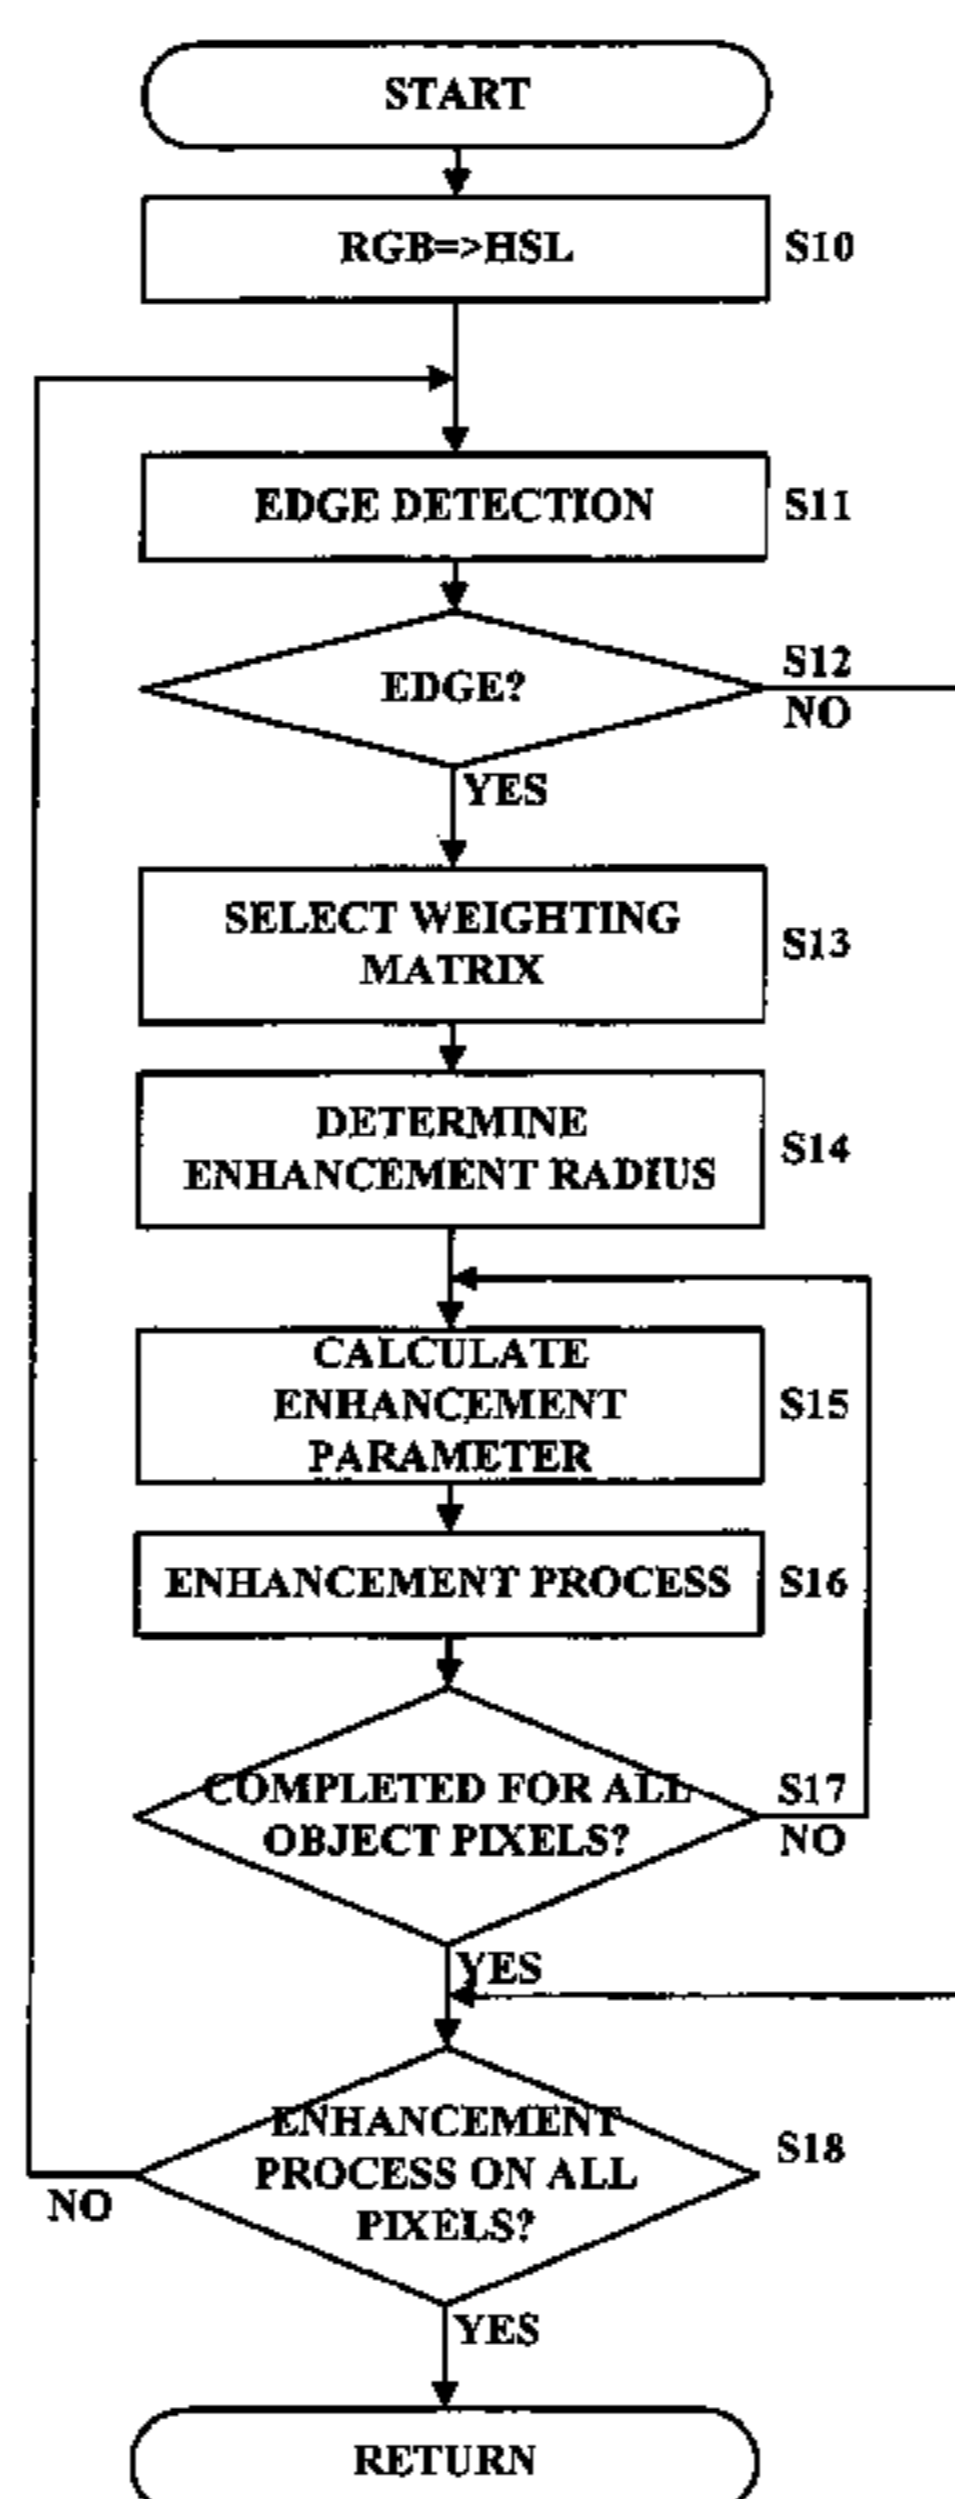 START
RGB=>HSL
S10
EDGE DETECTION
S11
EDGE?
S12
NO
YES
SELECT WEIGHTING
MATRIX
S13
DETERMINE
ENHANCEMENT RADIUS
S14
CALCULATE
ENHANCEMENT
PARAMETER
S15
ENHANCEMENT PROCESS
S16
COMPLETED FOR ALL
OBJECT PIXELS?
S17
NO
YES
ENHANCEMENT
PROCESS ON ALL
PIXELS?
S18
NO
YES
RETURN